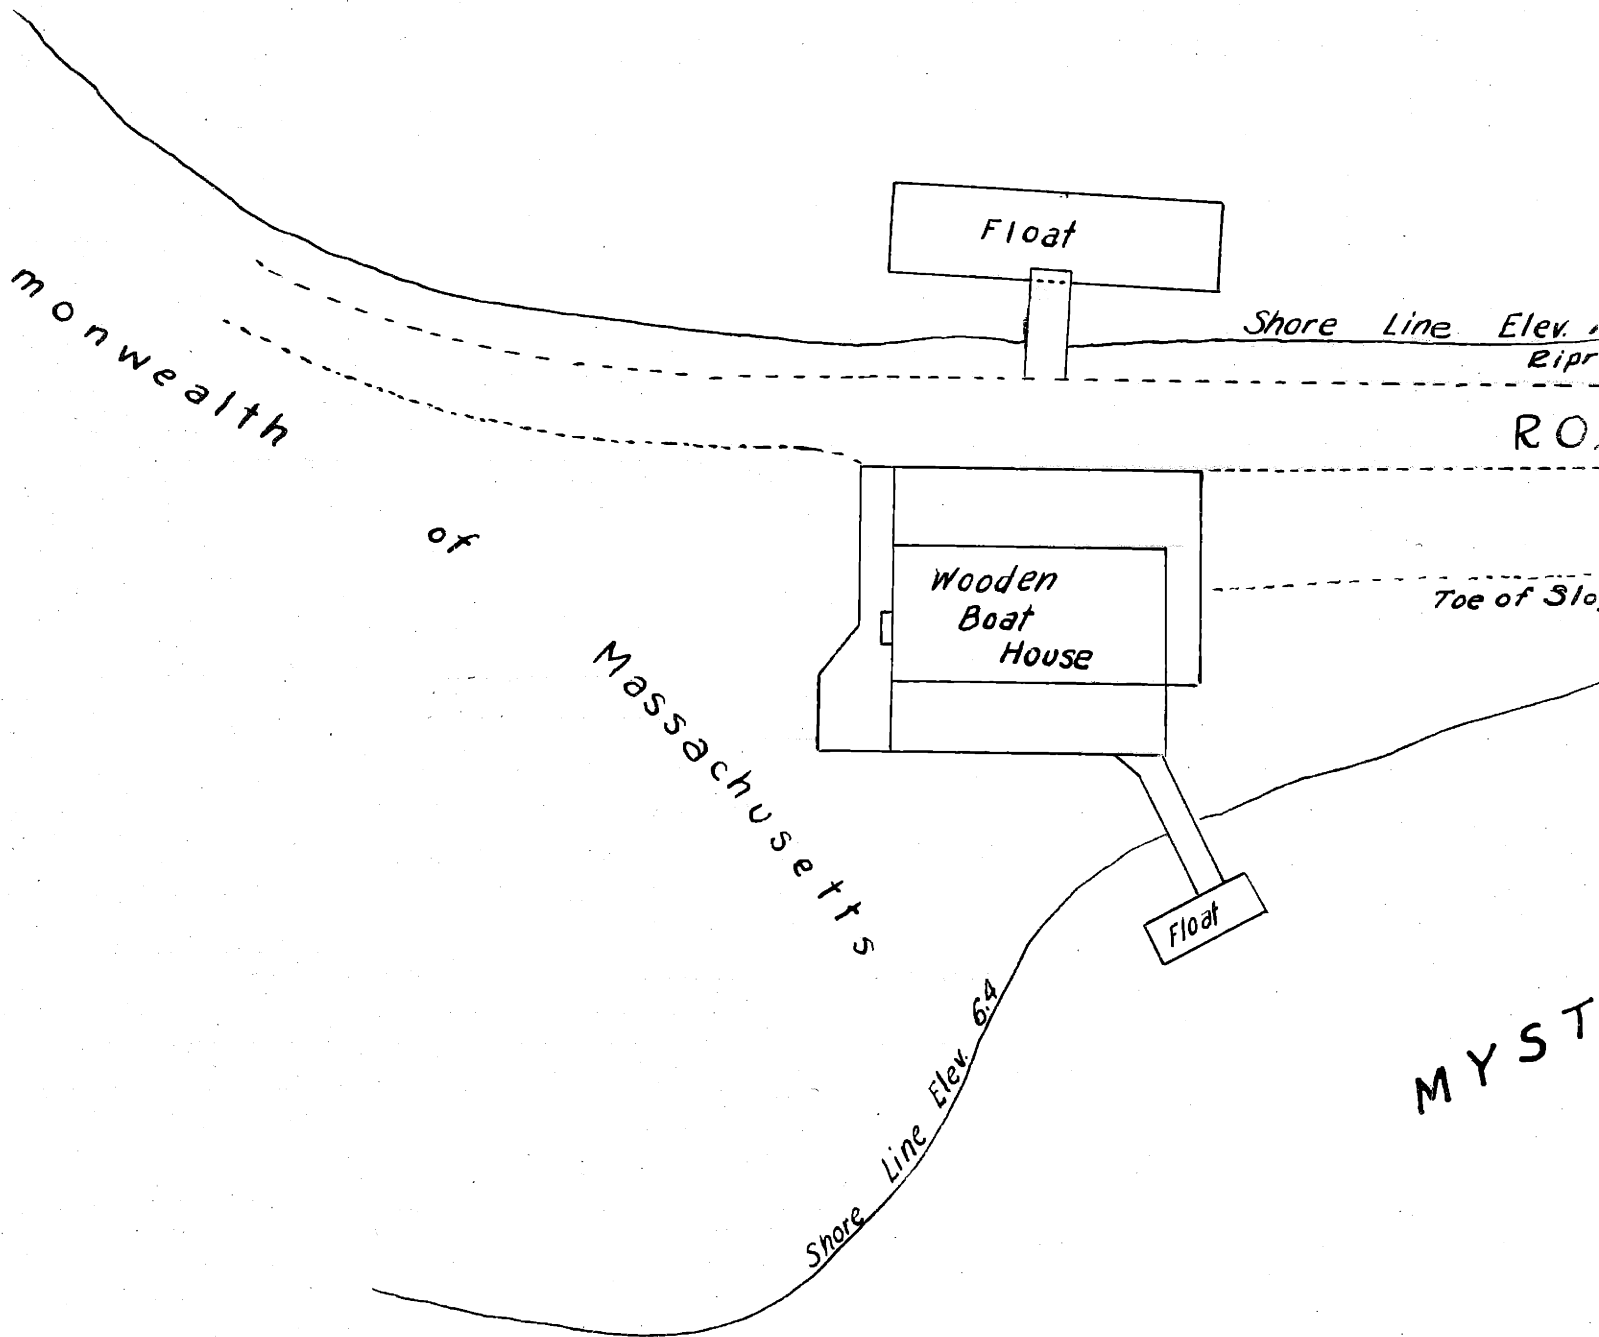 Float
Shore Line Elev.
Ripr
RO
monwealth
of
Massachusetts
Wooden
Boat
House
Toe of Slo
Float
Shore Line Elev. 6.4
MYST